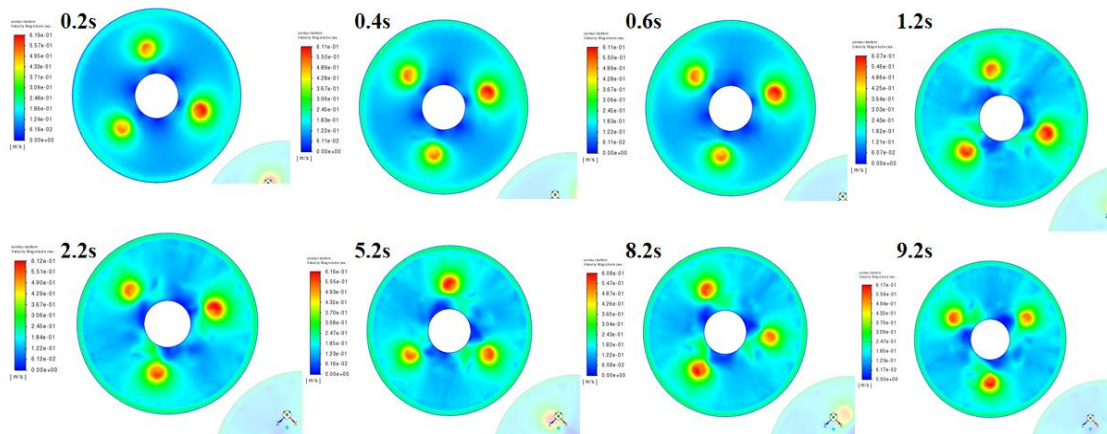 0.2s
contour-bottom
Velocity Magnitude (sea...
6.19e-01
5.57e-01
4.95e-01
4.33e-01
3.71e-01
3.09e-01
2.48e-01
1.86e-01
1.24e-01
6.19e-02
0.00e+00
[ m/s ]
0.4s
6.11e-01
5.50e-01
4.89e-01
4.28e-01
3.67e-01
3.06e-01
2.45e-01
1.83e-01
1.22e-01
6.11e-02
0.00e+00
[ m/s ]
0.6s
6.11e-01
5.50e-01
4.89e-01
4.28e-01
3.67e-01
3.06e-01
2.45e-01
1.83e-01
1.22e-01
6.11e-02
0.00e+00
[ m/s ]
1.2s
6.07e-01
5.46e-01
4.86e-01
4.25e-01
3.64e-01
3.03e-01
2.43e-01
1.82e-01
1.21e-01
6.07e-02
0.00e+00
[ m/s ]
2.2s
6.12e-01
5.51e-01
4.90e-01
4.29e-01
3.67e-01
3.06e-01
2.45e-01
1.84e-01
1.22e-01
6.12e-02
0.00e+00
[ m/s ]
5.2s
6.16e-01
5.55e-01
4.93e-01
4.32e-01
3.70e-01
3.08e-01
2.47e-01
1.85e-01
1.23e-01
6.16e-02
0.00e+00
[ m/s ]
8.2s
6.08e-01
5.47e-01
4.87e-01
4.26e-01
3.65e-01
3.04e-01
2.43e-01
1.82e-01
1.22e-01
6.08e-02
0.00e+00
[ m/s ]
9.2s
6.17e-01
5.56e-01
4.94e-01
4.32e-01
3.70e-01
3.09e-01
2.47e-01
1.85e-01
1.23e-01
6.17e-02
0.00e+00
[ m/s ]